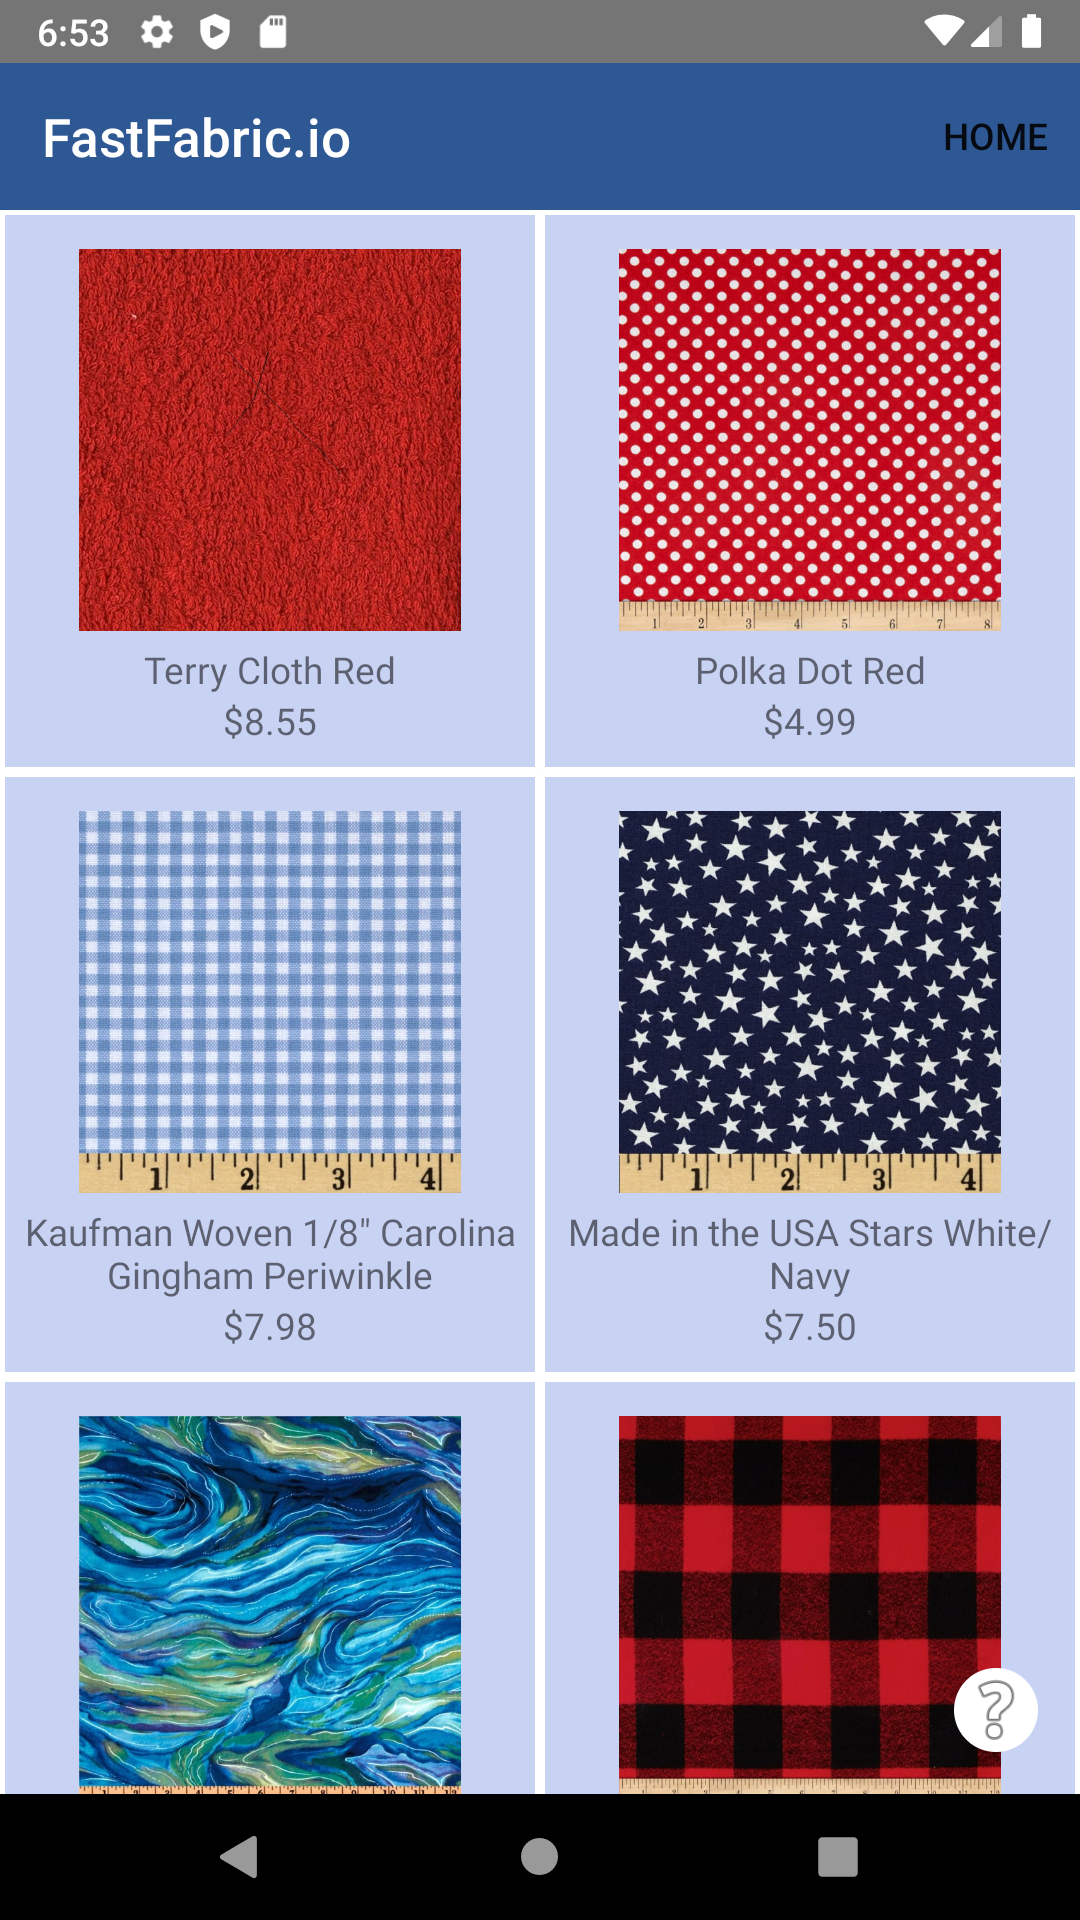 6:53
FastFabric.io
HOME
1 2 3 4 5 6 7 8
Terry Cloth Red
Polka Dot Red
$8.55
$4.99
1 2 3 4
1 2 3 4
Kaufman Woven 1/8" Carolina
Gingham Periwinkle
Made in the USA Stars White/
Navy
$7.98
$7.50
?